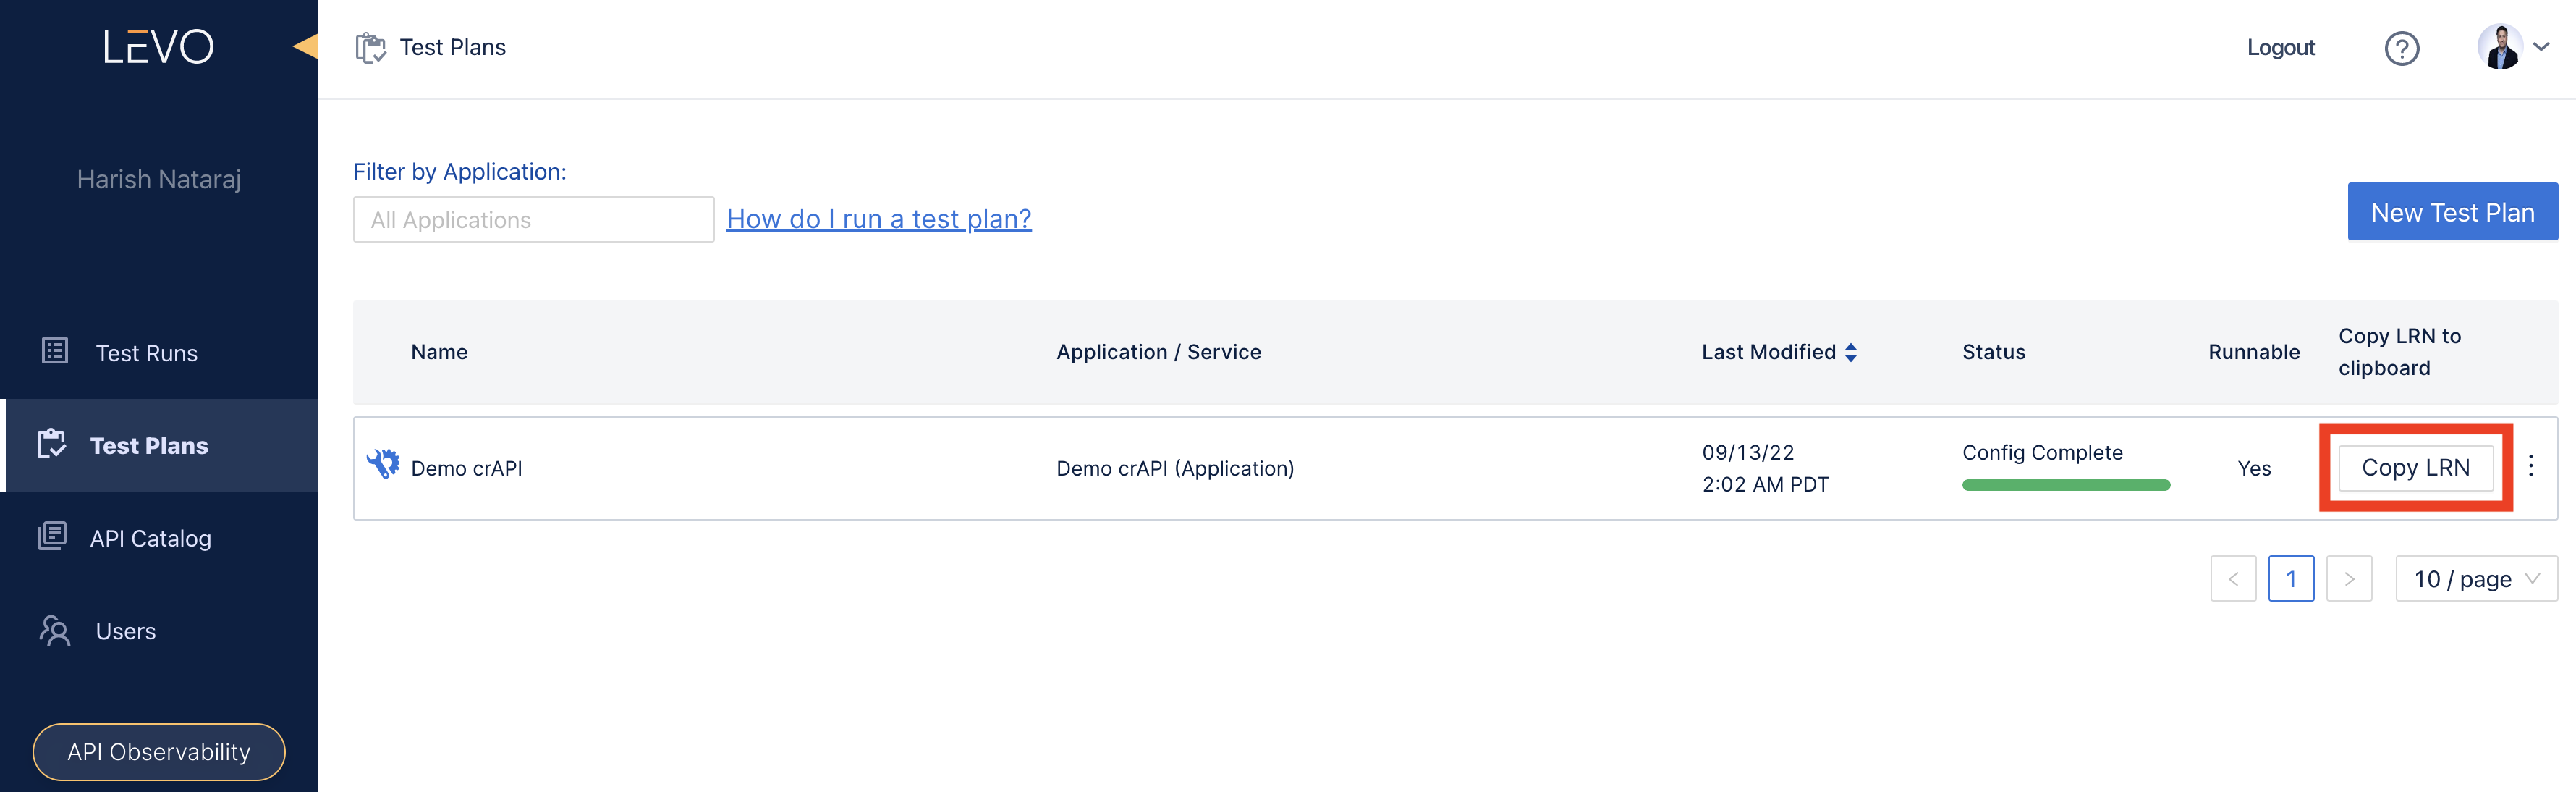 LEVO
Harish Nataraj
Test Runs
Test Plans
API Catalog
Users
API Observability
Test Plans
Logout
?
Filter by Application:
All Applications
How do I run a test plan?
New Test Plan
Name
Application / Service
Last Modified
Status
Runnable
Copy LRN to
clipboard
Demo crAPI
Demo crAPI (Application)
09/13/22
2:02 AM PDT
Config Complete
Yes
Copy LRN
1
10 / page